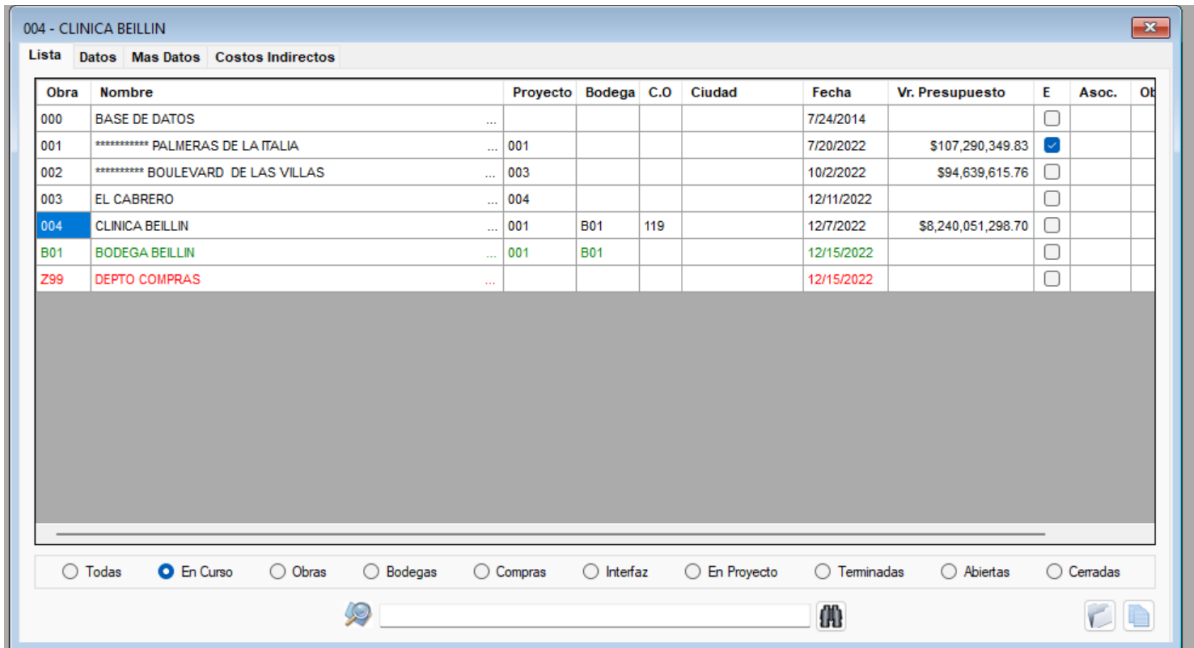 004 - CLINICA BEILLIN
Lista Datos Mas Datos Costos Indirectos
Obra Nombre Proyecto Bodega C.O Ciudad Fecha Vr. Presupuesto E Asoc. Ob
000 BASE DE DATOS ... 7/24/2014
001 *********** PALMERAS DE LA ITALIA ... 001 7/20/2022 $107,290,349.83
002 ********** BOULEVARD DE LAS VILLAS ... 003 10/2/2022 $94,639,615.76
003 EL CABRERO ... 004 12/11/2022
004 CLINICA BEILLIN ... 001 B01 119 12/7/2022 $8,240,051,298.70
B01 BODEGA BEILLIN ... 001 B01 12/15/2022
Z99 DEPTO COMPRAS ... 12/15/2022
Todas En Curso Obras Bodegas Compras Interfaz En Proyecto Terminadas Abiertas Cerradas